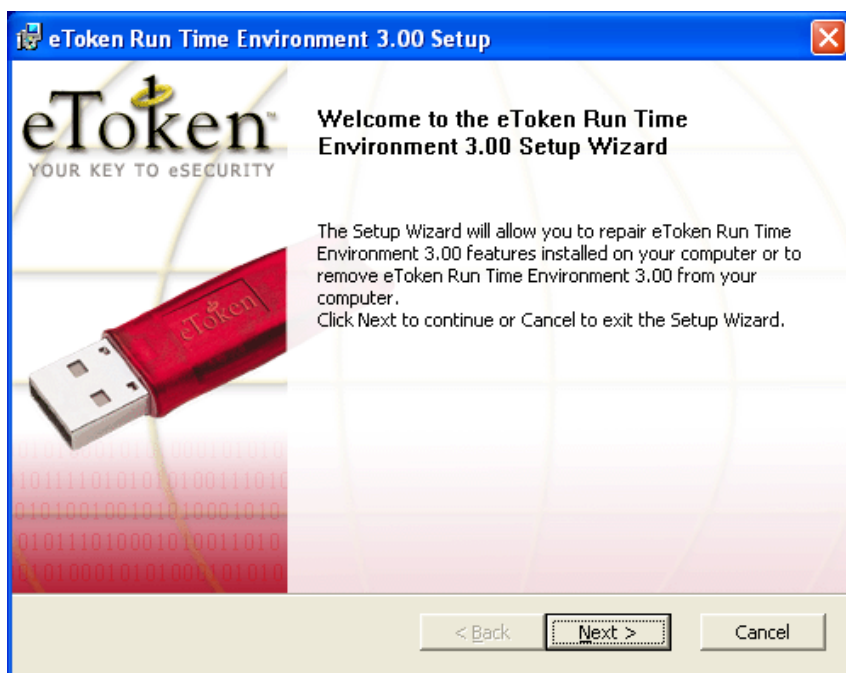 eToken Run Time Environment 3.00 Setup
eToken™
YOUR KEY TO eSECURITY
Welcome to the eToken Run Time
Environment 3.00 Setup Wizard
The Setup Wizard will allow you to repair eToken Run Time
Environment 3.00 features installed on your computer or to
remove eToken Run Time Environment 3.00 from your
computer.
Click Next to continue or Cancel to exit the Setup Wizard.
eToken
< Back
Next >
Cancel